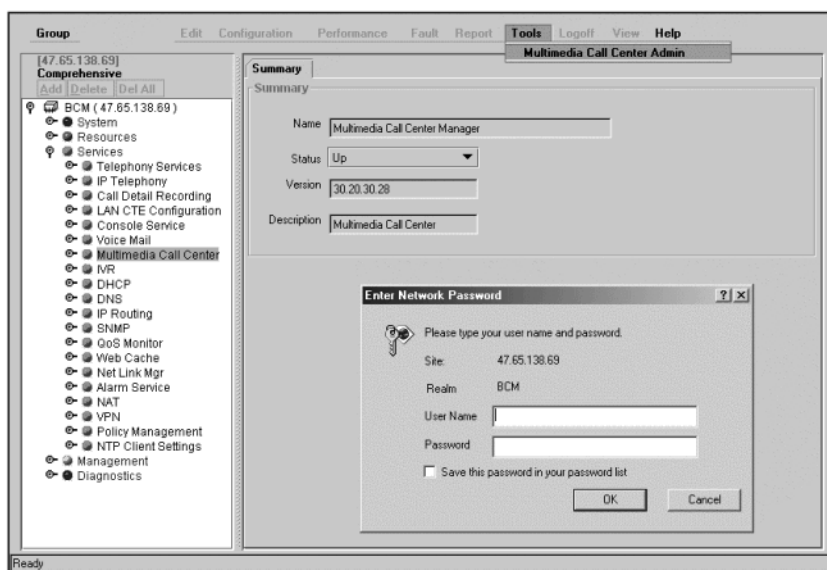 Group Edit Configuration Performance Fault Report Tools Logoff View Help
Multimedia Call Center Admin
[47.65.138.69]
Comprehensive
Add Delete Del All
BCM ( 47.65.138.69 )
System
Resources
Services
Telephony Services
IP Telephony
Call Detail Recording
LAN CTE Configuration
Console Service
Voice Mail
Multimedia Call Center
IVR
DHCP
DNS
IP Routing
SNMP
QoS Monitor
Web Cache
Net Link Mgr
Alarm Service
NAT
VPN
Policy Management
NTP Client Settings
Management
Diagnostics
Summary
Summary
Name Multimedia Call Center Manager
Status Up
Version 30.20.30.28
Description Multimedia Call Center
Enter Network Password
Please type your user name and password.
Site: 47.65.138.69
Realm BCM
User Name
Password
Save this password in your password list
OK Cancel
Ready